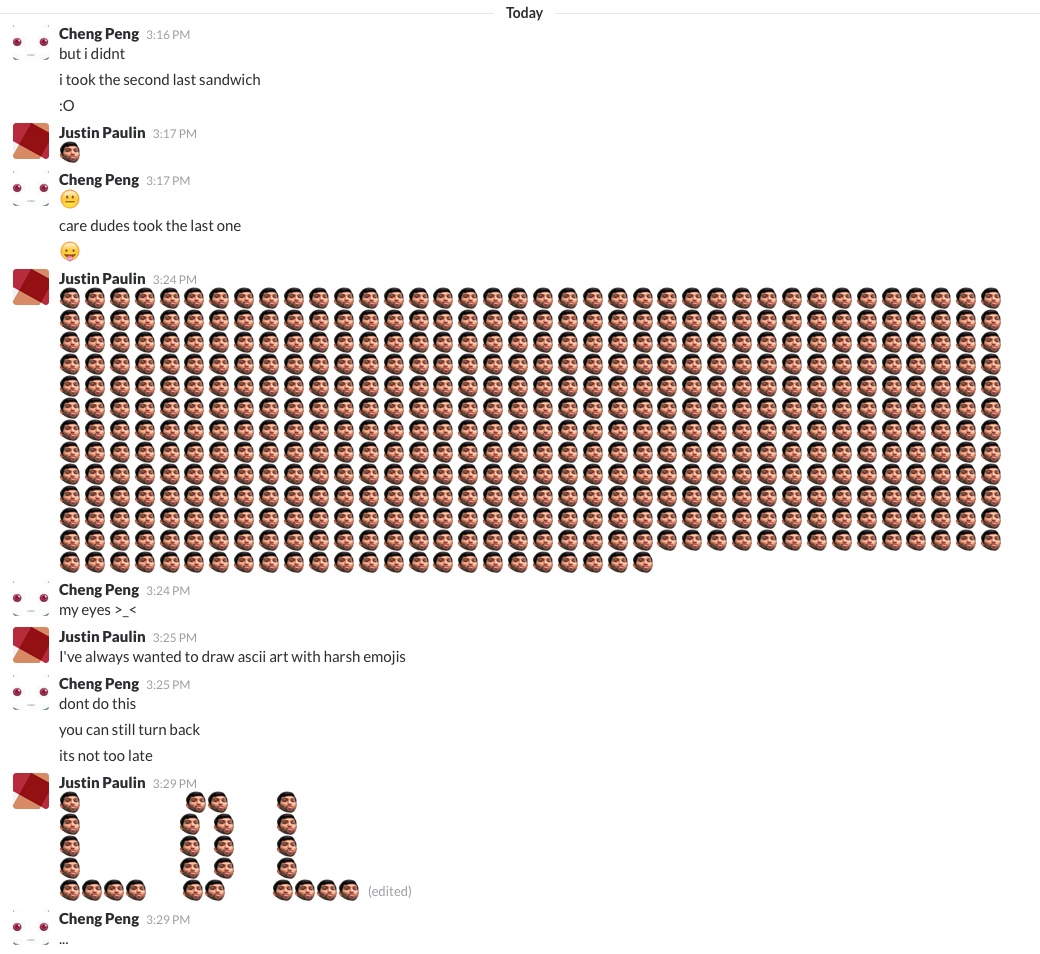 Today
Cheng Peng 3:16 PM
but i didnt
i took the second last sandwich
:O
Justin Paulin 3:17 PM
Cheng Peng 3:17 PM
care dudes took the last one
Justin Paulin 3:24 PM
Cheng Peng 3:24 PM
my eyes >_<
Justin Paulin 3:25 PM
I've always wanted to draw ascii art with harsh emojis
Cheng Peng 3:25 PM
dont do this
you can still turn back
its not too late
Justin Paulin 3:29 PM
LOL (edited)
Cheng Peng 3:29 PM
...